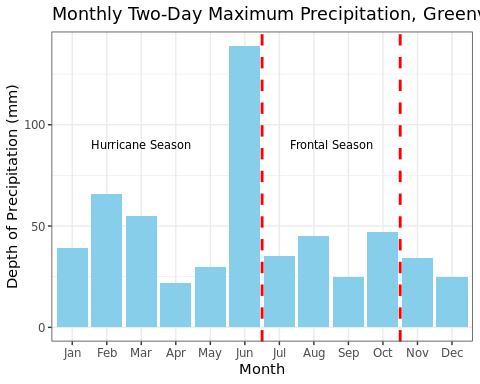 Monthly Two-Day Maximum Precipitation,
Depth of Precipitation (mm)
100
50
0
Hurricane Season
Frontal Season
Jan Feb Mar Apr May Jun Jul Aug Sep Oct Nov Dec
Month